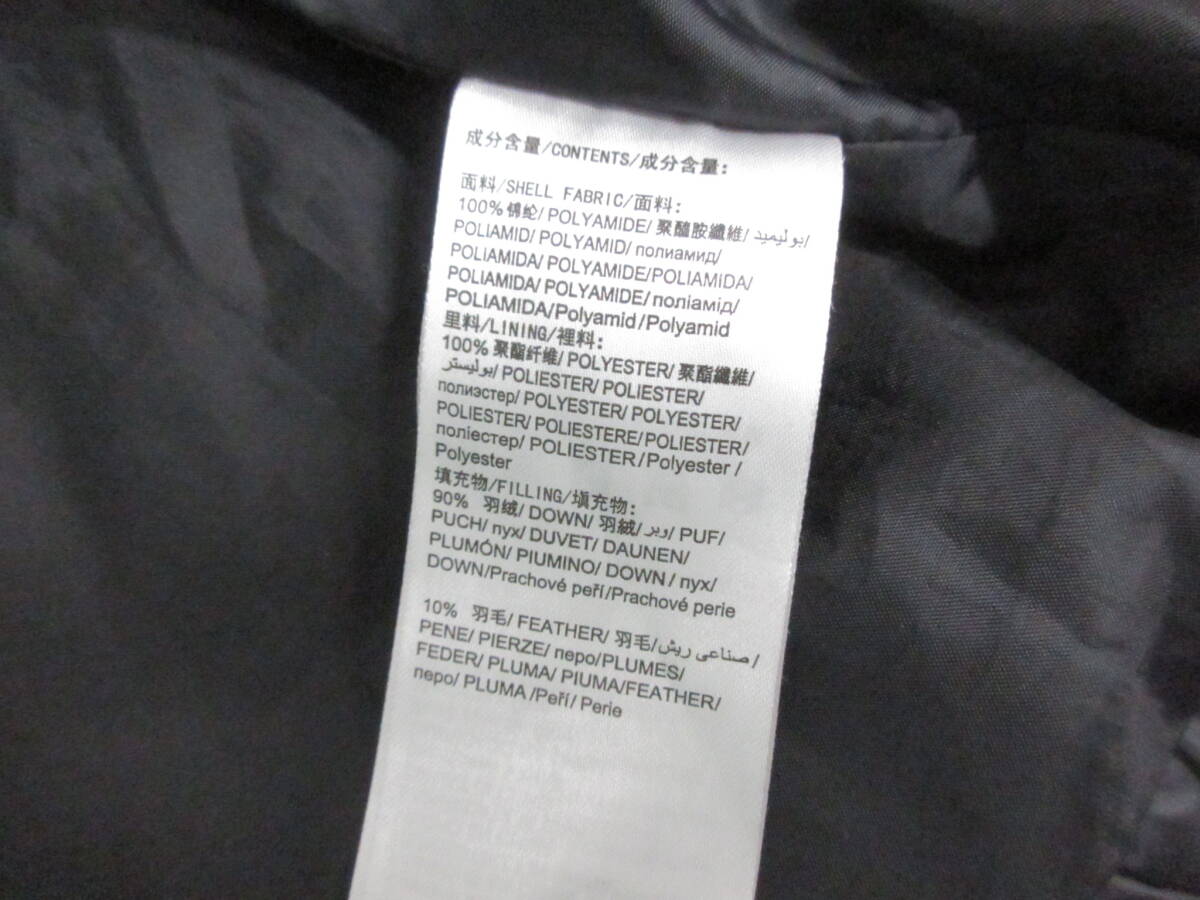 成分含量/CONTENTS/成分含量:
面料/SHELL FABRIC/面料:
100% 锦纶/ POLYAMIDE/ 聚醯胺纖維/ بوليميد/
POLIAMID/ POLYAMID/ полиамид/
POLIAMIDA/ POLYAMIDE/POLIAMiDA/
POLIAMIDA/ POLYAMIDE/ поліамід/
POLIAMIDA/Polyamid/Polyamid
里料/LINING/裡料:
100% 聚酯纤维/ POLYESTER/ 聚酯纖維/
بوليستر/ POLIESTER/ POLiESTER/
полиэстер/ POLYESTER/ POLYESTER/
POLIESTER/ POLIESTERE/POLIESTER/
поліестер/ POLIESTER/Polyester /
Polyester
填充物/FILLING/填充物:
90% 羽绒/ DOWN/ 羽絨/ وبر/ PUF/
PUCH/ пух/ DUVET/ DAUNEN/
PLUMÓN/ PIUMINO/ DOWN / пух/
DOWN/Prachové peří/Prachové perie
10% 羽毛/ FEATHER/ 羽毛/ صناعى ريش/
PENE/ PIERZE/ перо/PLUMES/
FEDER/ PLUMA/ PIUMA/FEATHER/
перо/ PLUMA /Peří/ Perie